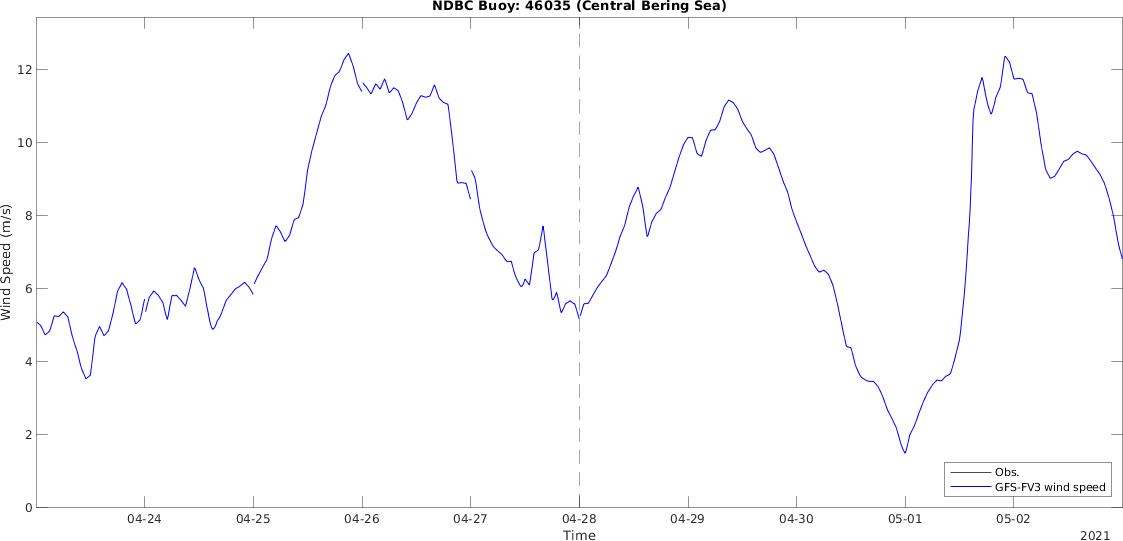 NDBC Buoy: 46035 (Central Bering Sea)
Wind Speed (m/s)
12
10
8
6
4
2
0
Obs.
GFS-FV3 wind speed
04-24 04-25 04-26 04-27 04-28 04-29 04-30 05-01 05-02
Time
2021